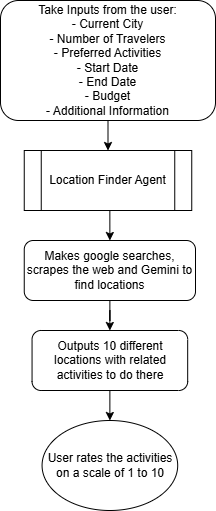 Take Inputs from the user:
- Current City
- Number of Travelers
- Preferred Activities
- Start Date
- End Date
- Budget
- Additional Information
Location Finder Agent
Makes google searches,
scrapes the web and Gemini to
find locations
Outputs 10 different
locations with related
activities to do there
User rates the activities
on a scale of 1 to 10